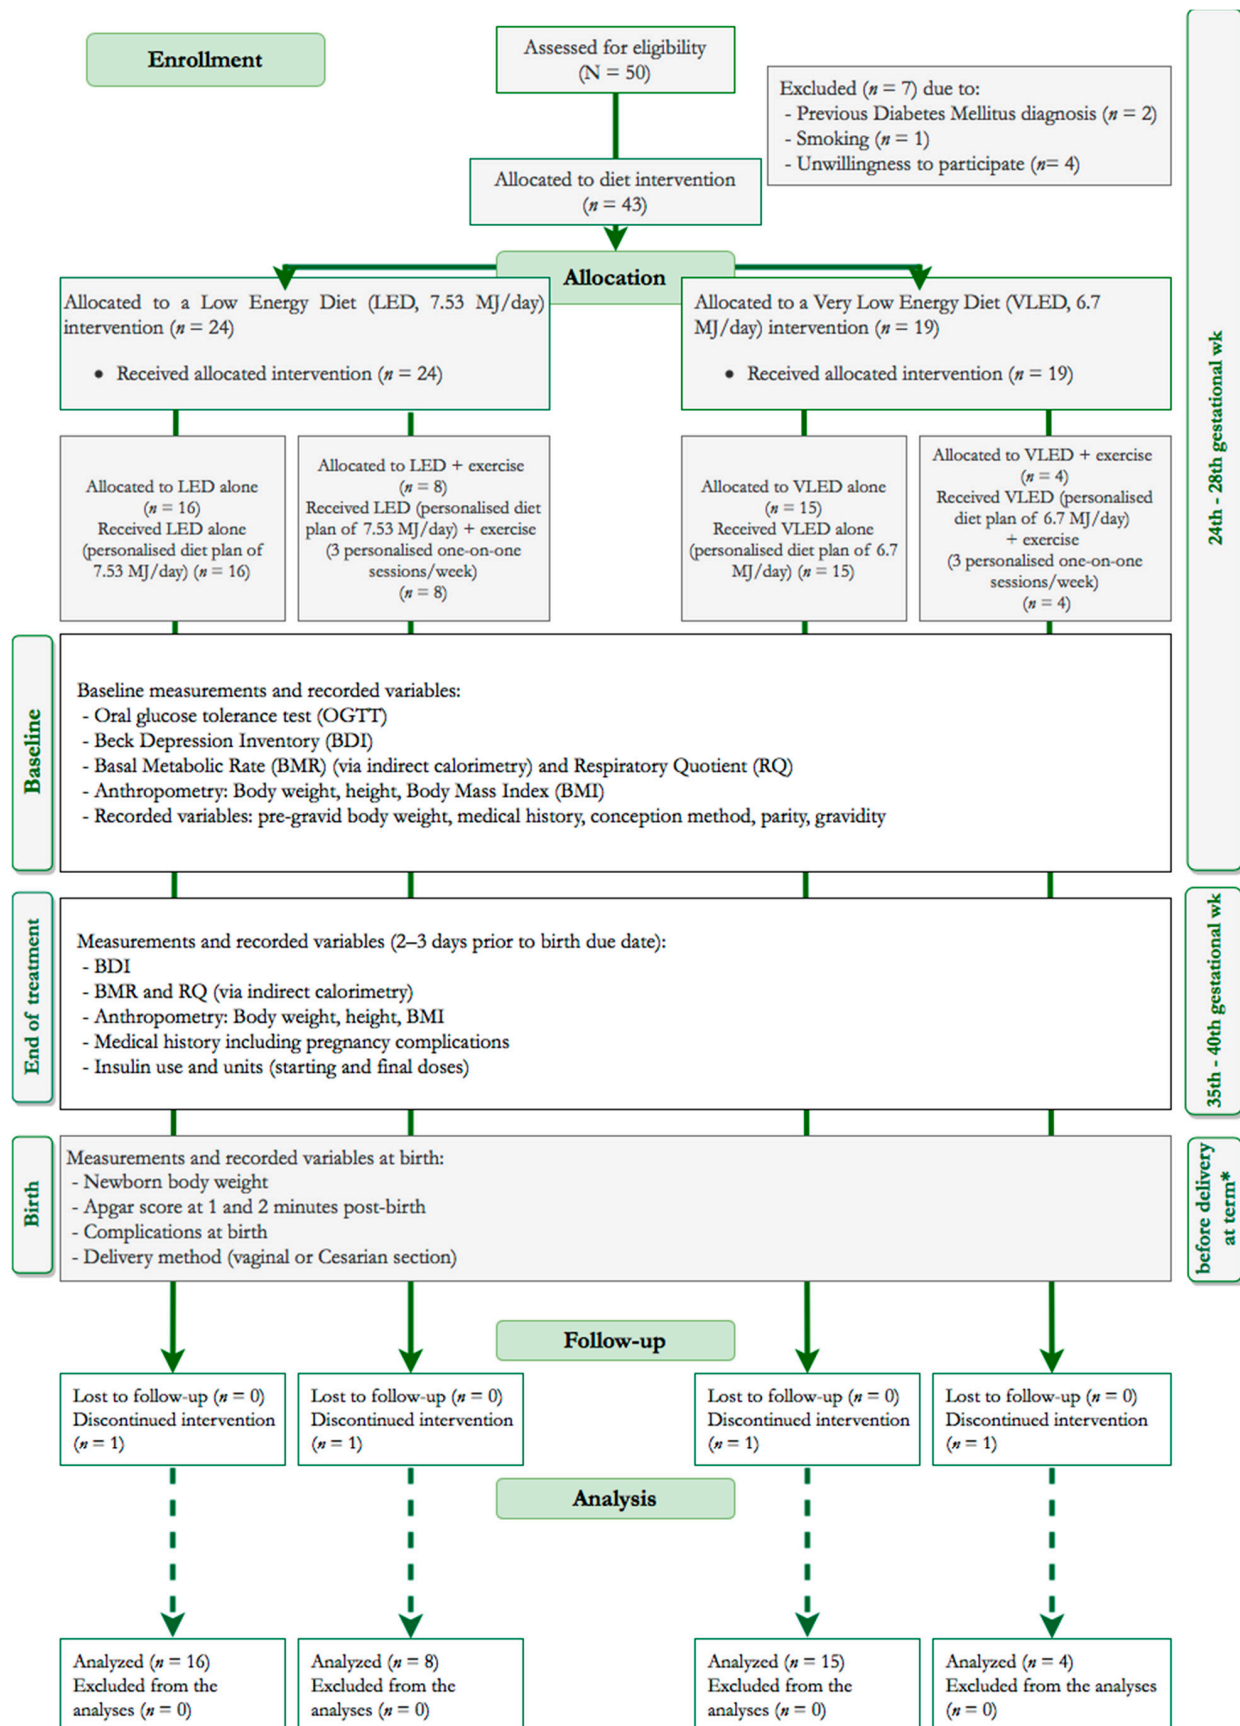 Enrollment
Assessed for eligibility
(N = 50)
Excluded (n = 7) due to:
- Previous Diabetes Mellitus diagnosis (n = 2)
- Smoking (n = 1)
- Unwillingness to participate (n= 4)
Allocated to diet intervention
(n = 43)
Allocation
Allocated to a Low Energy Diet (LED, 7.53 MJ/day)
intervention (n = 24)
• Received allocated intervention (n = 24)
Allocated to a Very Low Energy Diet (VLED, 6.7
MJ/day) intervention (n = 19)
• Received allocated intervention (n = 19)
24th - 28th gestational wk
Allocated to LED alone
(n = 16)
Received LED alone
(personalised diet plan of
7.53 MJ/day) (n = 16)
Allocated to LED + exercise
(n = 8)
Received LED (personalised diet
plan of 7.53 MJ/day) + exercise
(3 personalised one-on-one
sessions/week)
(n = 8)
Allocated to VLED alone
(n = 15)
Received VLED alone
(personalised diet plan of 6.7
MJ/day) (n = 15)
Allocated to VLED + exercise
(n = 4)
Received VLED (personalised
diet plan of 6.7 MJ/day)
+ exercise
(3 personalised one-on-one
sessions/week)
(n = 4)
Baseline
Baseline measurements and recorded variables:
- Oral glucose tolerance test (OGTT)
- Beck Depression Inventory (BDI)
- Basal Metabolic Rate (BMR) (via indirect calorimetry) and Respiratory Quotient (RQ)
- Anthropometry: Body weight, height, Body Mass Index (BMI)
- Recorded variables: pre-gravid body weight, medical history, conception method, parity, gravidity
End of treatment
Measurements and recorded variables (2–3 days prior to birth due date):
- BDI
- BMR and RQ (via indirect calorimetry)
- Anthropometry: Body weight, height, BMI
- Medical history including pregnancy complications
- Insulin use and units (starting and final doses)
35th - 40th gestational wk
Birth
Measurements and recorded variables at birth:
- Newborn body weight
- Apgar score at 1 and 2 minutes post-birth
- Complications at birth
- Delivery method (vaginal or Cesarian section)
before delivery
at term*
Follow-up
Lost to follow-up (n = 0)
Discontinued intervention
(n = 1)
Lost to follow-up (n = 0)
Discontinued intervention
(n = 1)
Lost to follow-up (n = 0)
Discontinued intervention
(n = 1)
Lost to follow-up (n = 0)
Discontinued intervention
(n = 1)
Analysis
Analyzed (n = 16)
Excluded from the
analyses (n = 0)
Analyzed (n = 8)
Excluded from the
analyses (n = 0)
Analyzed (n = 15)
Excluded from the
analyses (n = 0)
Analyzed (n = 4)
Excluded from the analyses
(n = 0)